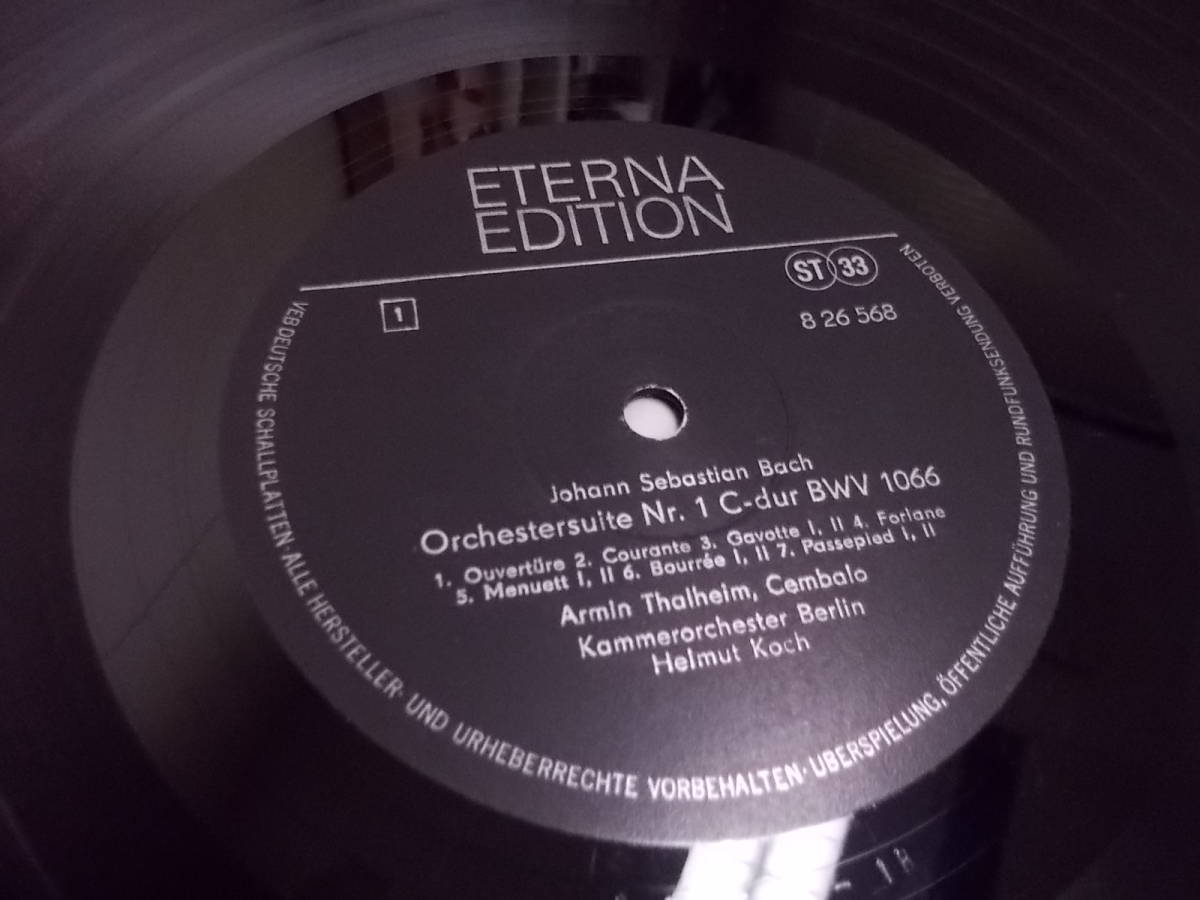 ETERNA
EDITION
ST 33
1
8 26 568
Johann Sebastian Bach
Orchestersuite Nr. 1 C-dur BWV 1066
1. Ouvertüre 2. Courante 3. Gavotte I, II 4. Forlane
5. Menuett I, II 6. Bourrée I, II 7. Passepied I, II
Armin Thalheim, Cembalo
Kammerorchester Berlin
Helmut Koch
VEB DEUTSCHE SCHALLPLATTEN · ALLE HERSTELLER- UND URHEBERRECHTE VORBEHALTEN · ÜBERSPIELUNG, ÖFFENTLICHE AUFFÜHRUNG UND RUNDFUNKSENDUNG VERBOTEN